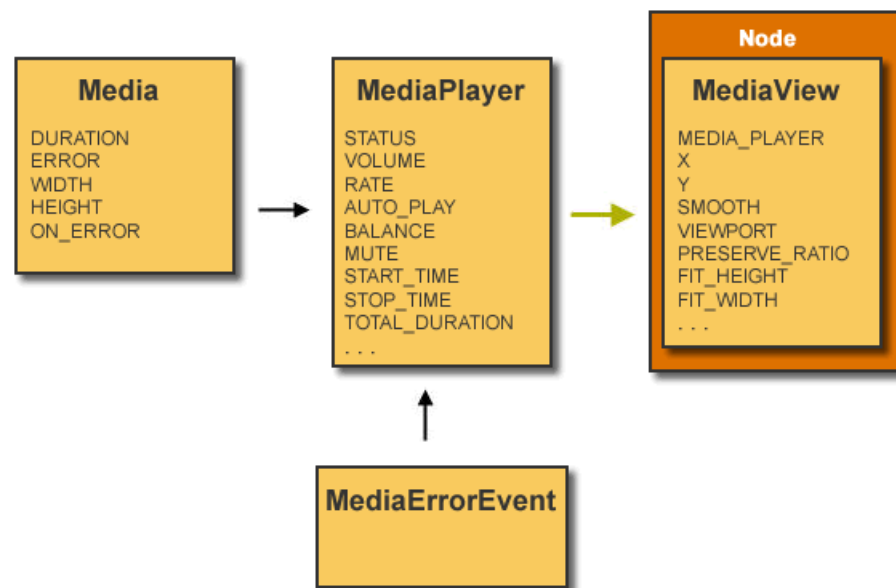 Media
DURATION
ERROR
WIDTH
HEIGHT
ON_ERROR
MediaPlayer
STATUS
VOLUME
RATE
AUTO_PLAY
BALANCE
MUTE
START_TIME
STOP_TIME
TOTAL_DURATION
. . .
Node
MediaView
MEDIA_PLAYER
X
Y
SMOOTH
VIEWPORT
PRESERVE_RATIO
FIT_HEIGHT
FIT_WIDTH
. . .
MediaErrorEvent